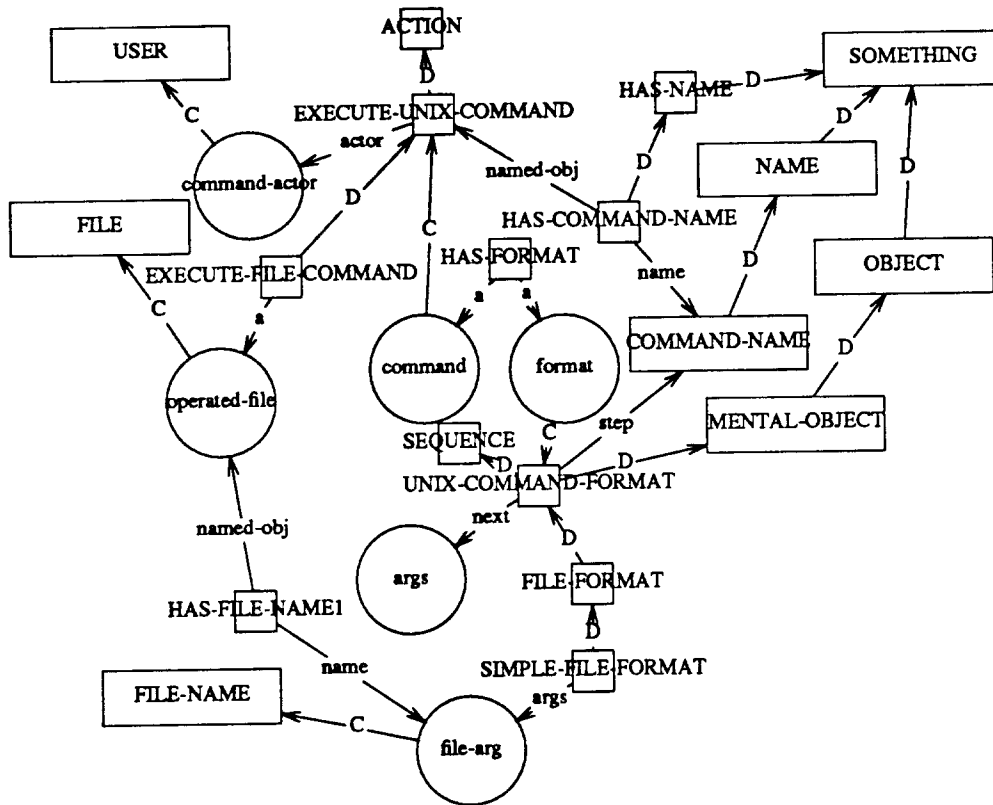 ACTION
USER
SOMETHING
D
D
HAS-NAME
EXECUTE-UNIX-COMMAND
C
actor
D
D
named-obj
NAME
D
command-actor
D
FILE
HAS-COMMAND-NAME
C
HAS-FORMAT
OBJECT
EXECUTE-FILE-COMMAND
D
name
C
a
a
a
COMMAND-NAME
D
command
format
operated-file
MENTAL-OBJECT
step
C
SEQUENCE
D
D
UNIX-COMMAND-FORMAT
next
named-obj
D
args
FILE-FORMAT
HAS-FILE-NAME1
D
name
SIMPLE-FILE-FORMAT
FILE-NAME
args
C
file-arg